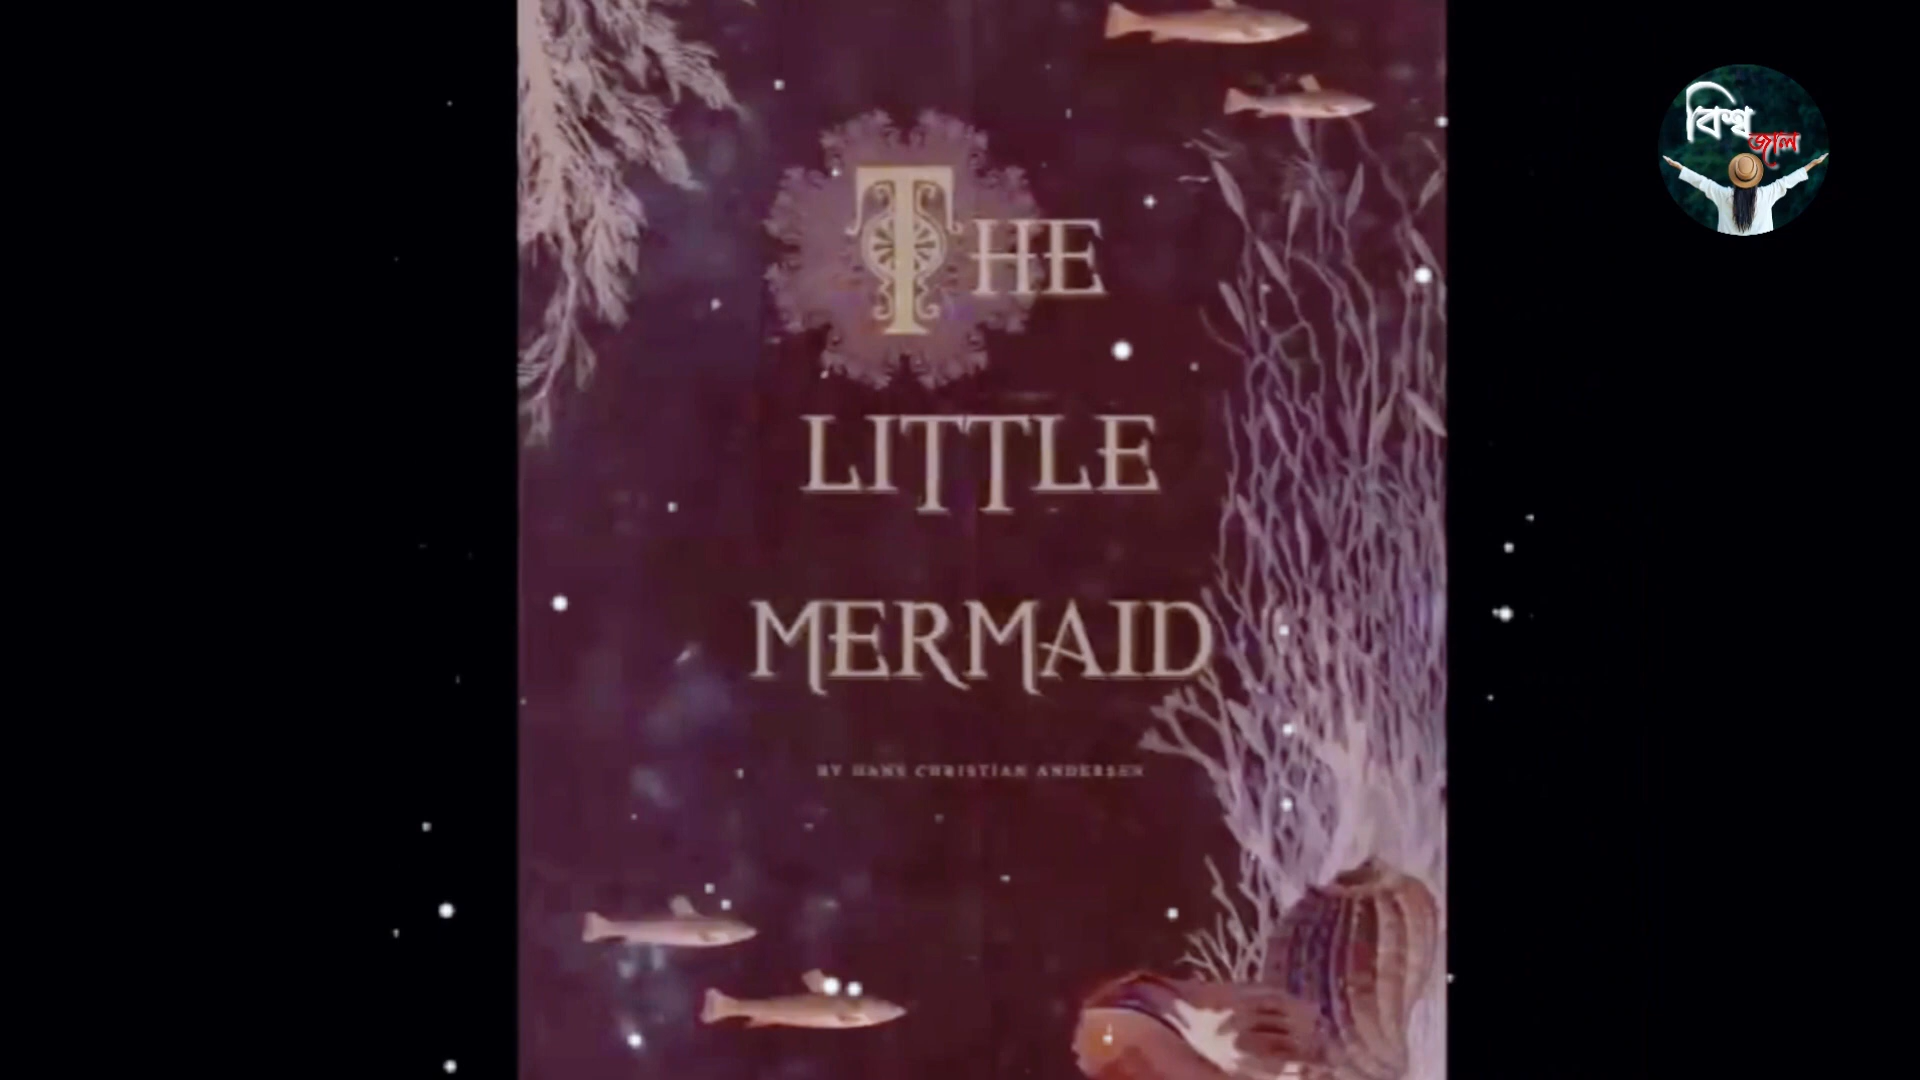 THE
LITTLE
MERMAID
BY HANS CHRISTIAN ANDERSEN
বিশ্ব
জাল